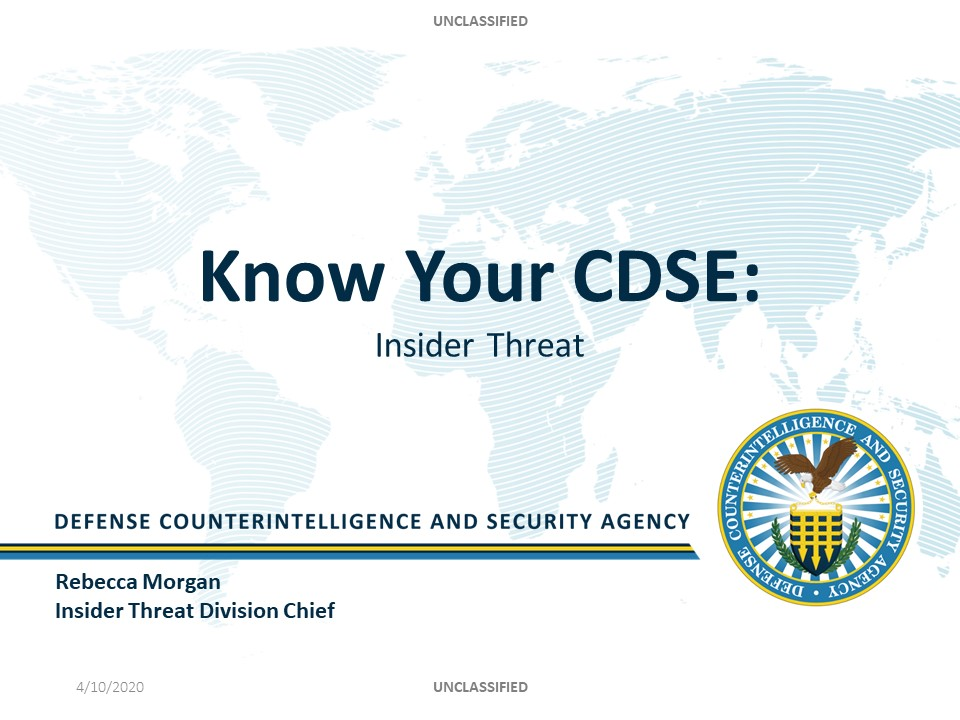 UNCLASSIFIED
Know Your CDSE:
Insider Threat
DEFENSE COUNTERINTELLIGENCE AND SECURITY AGENCY
DEFENSE COUNTERINTELLIGENCE AND SECURITY AGENCY •
Rebecca Morgan
Insider Threat Division Chief
4/10/2020
UNCLASSIFIED